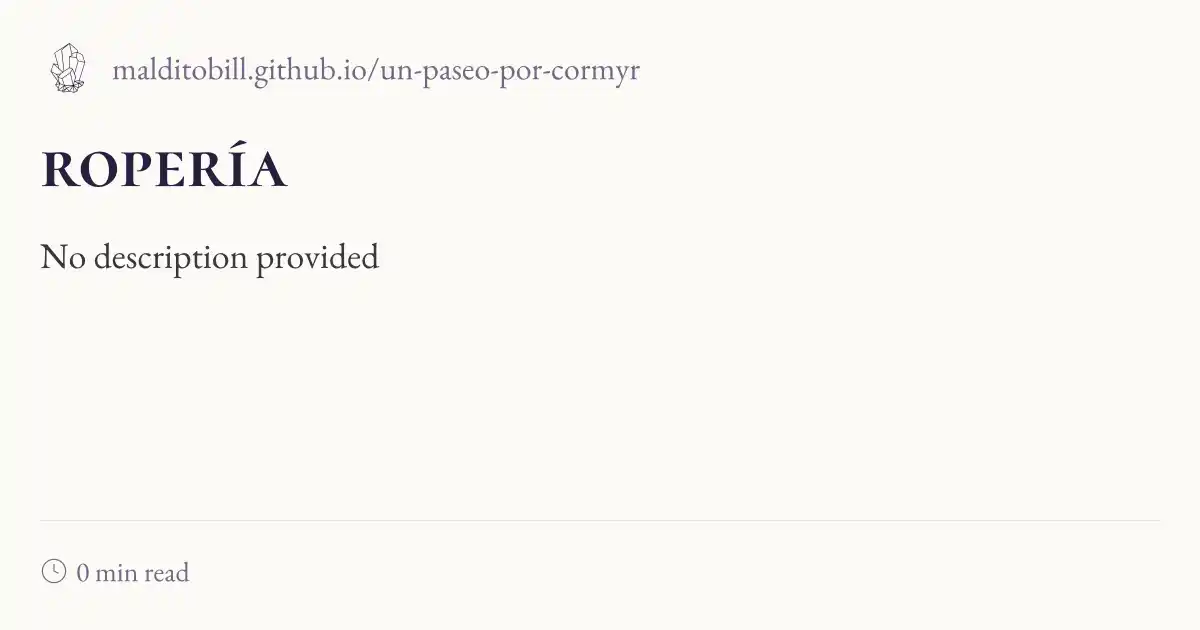 malditobill.github.io/un-paseo-por-cormyr
ROPERÍA
No description provided
0 min read